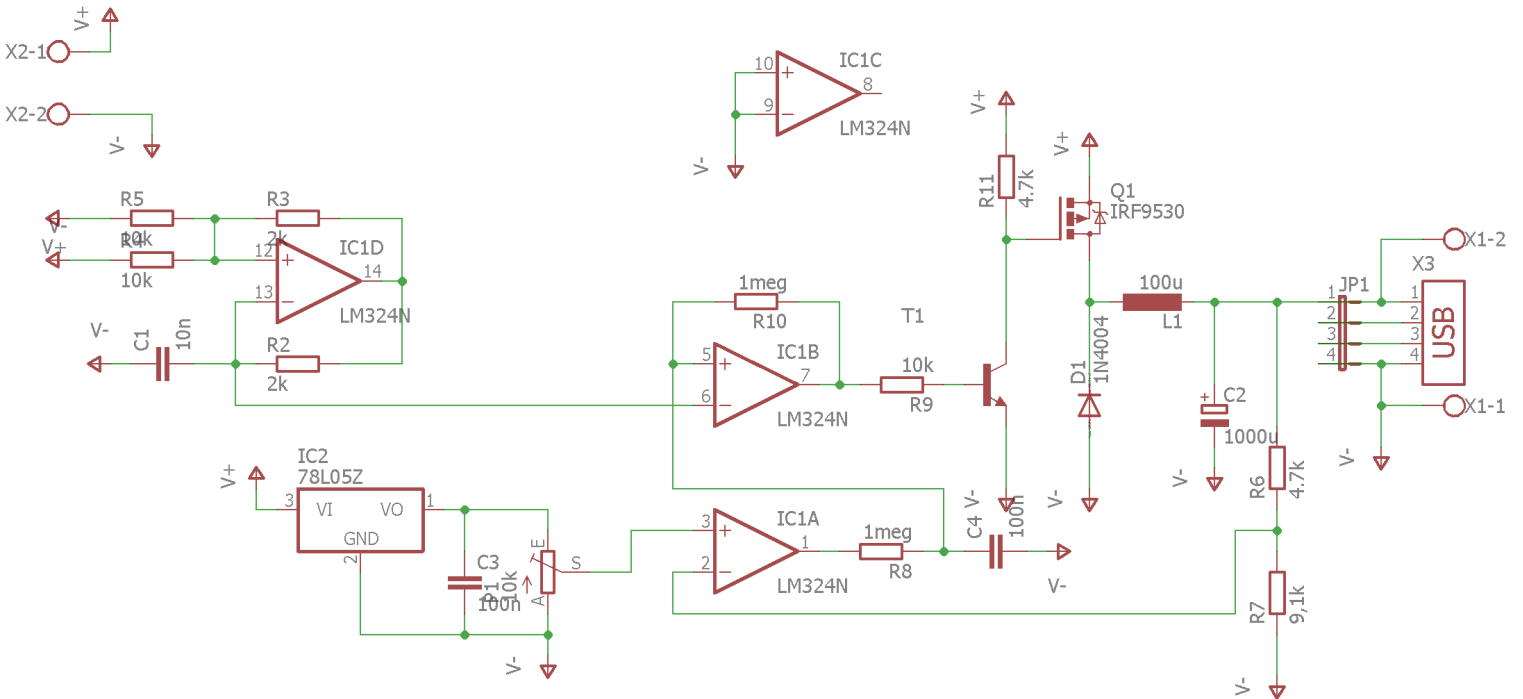 V+
X2-1
X2-2
V-
10
+
IC1C
8
9
-
LM324N
V-
V+
R11
4.7k
V+
Q1
IRF9530
R5
10k
V-
R3
2k
V+
R4
10k
12
+
IC1D
14
13
-
LM324N
V-
C1
10n
R2
2k
1meg
R10
5
+
IC1B
7
6
-
LM324N
10k
R9
T1
V-
D1
1N4004
V-
100u
L1
C2
+
1000u
V-
JP1
1
2
3
4
X3
1
2
3
4
USB
X1-2
X1-1
V-
IC2
78L05Z
V+
3
VI
VO
1
GND
2
C3
100n
R1
10k
E
S
A
V-
3
+
IC1A
1
2
-
LM324N
1meg
R8
C4
100n
V-
R6
4.7k
R7
9,1k
V-